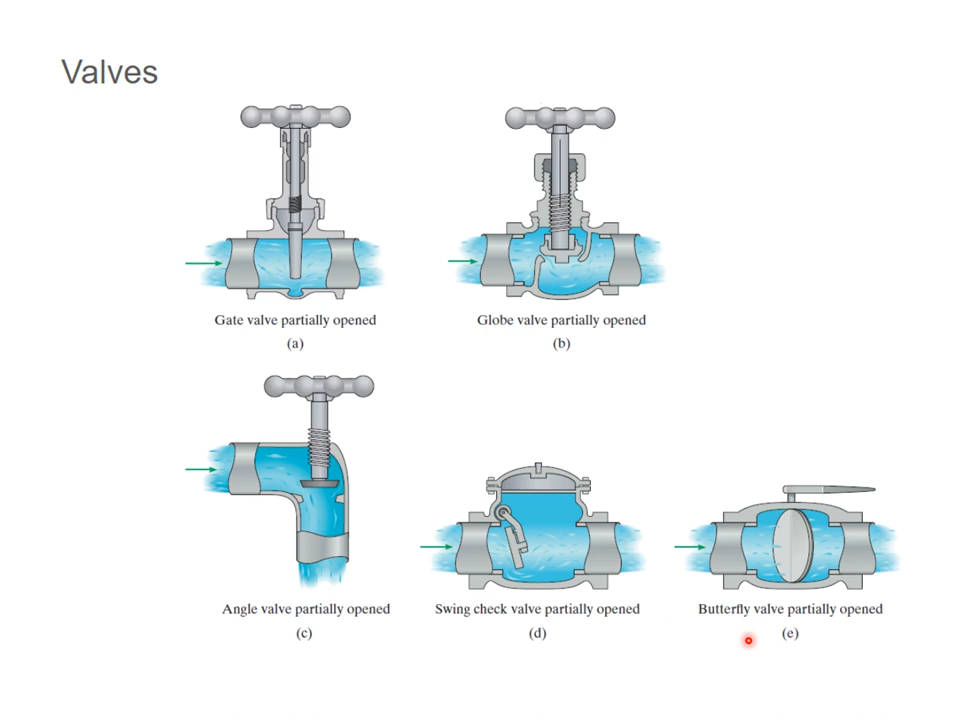 Valves
Gate valve partially opened
(a)
Globe valve partially opened
(b)
Angle valve partially opened
(c)
Swing check valve partially opened
(d)
Butterfly valve partially opened
(e)